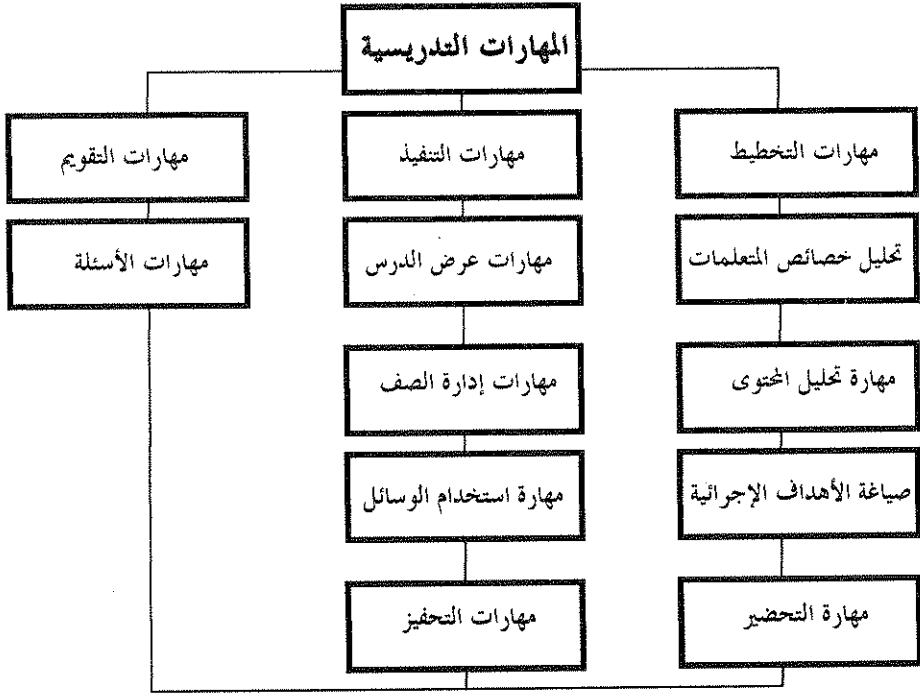 المهارات التدريسية
مهارات التخطيط
مهارات التنفيذ
مهارات التقويم
تحليل خصائص المتعلمات
مهارات عرض الدرس
مهارات الأسئلة
مهارة تحليل المحتوى
مهارات إدارة الصف
صياغة الأهداف الإجرائية
مهارة استخدام الوسائل
مهارة التحضير
مهارات التحفيز